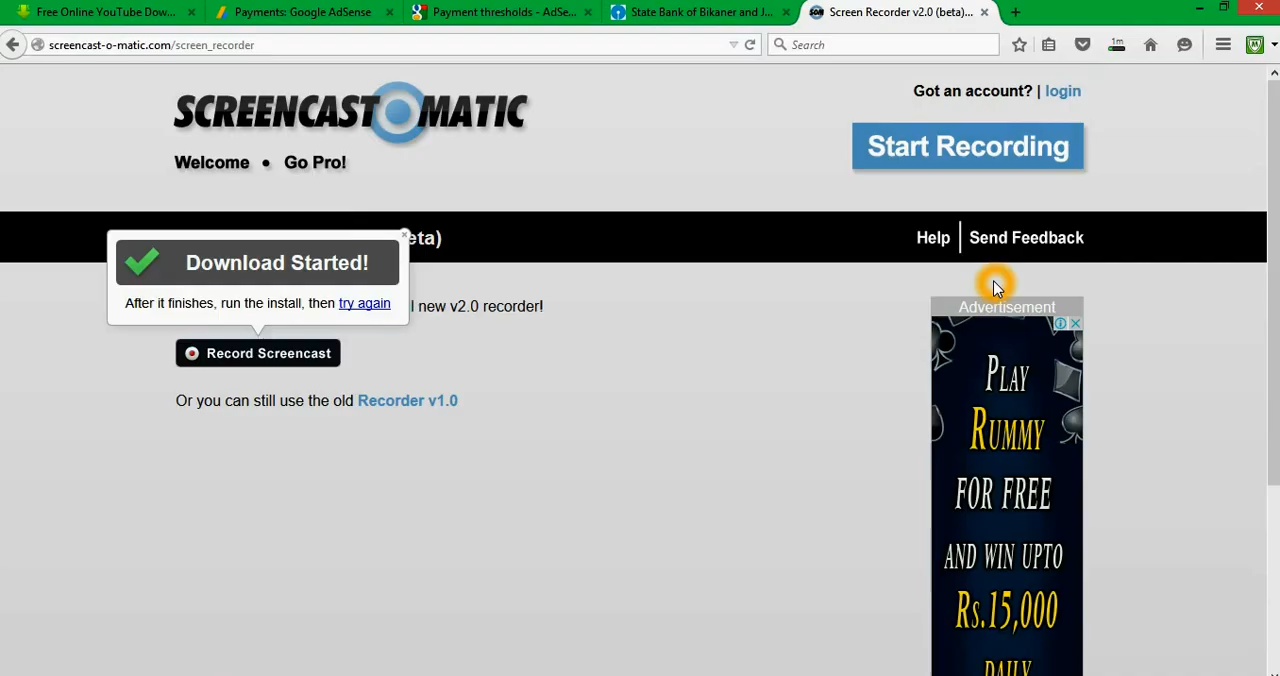 Free Online YouTube Dow...
Payments: Google AdSense
Payment thresholds - AdSe...
State Bank of Bikaner and J...
SOM
Screen Recorder v2.0 (beta)...
screencast-o-matic.com/screen_recorder
Search
1m
SCREENCAST MATIC
Got an account? | login
Start Recording
Welcome • Go Pro!
eta)
Help
Send Feedback
Download Started!
After it finishes, run the install, then try again
new v2.0 recorder!
Record Screencast
Or you can still use the old Recorder v1.0
Advertisement
PLAY
RUMMY
FOR FREE
AND WIN UPTO
Rs.15,000
DAILY